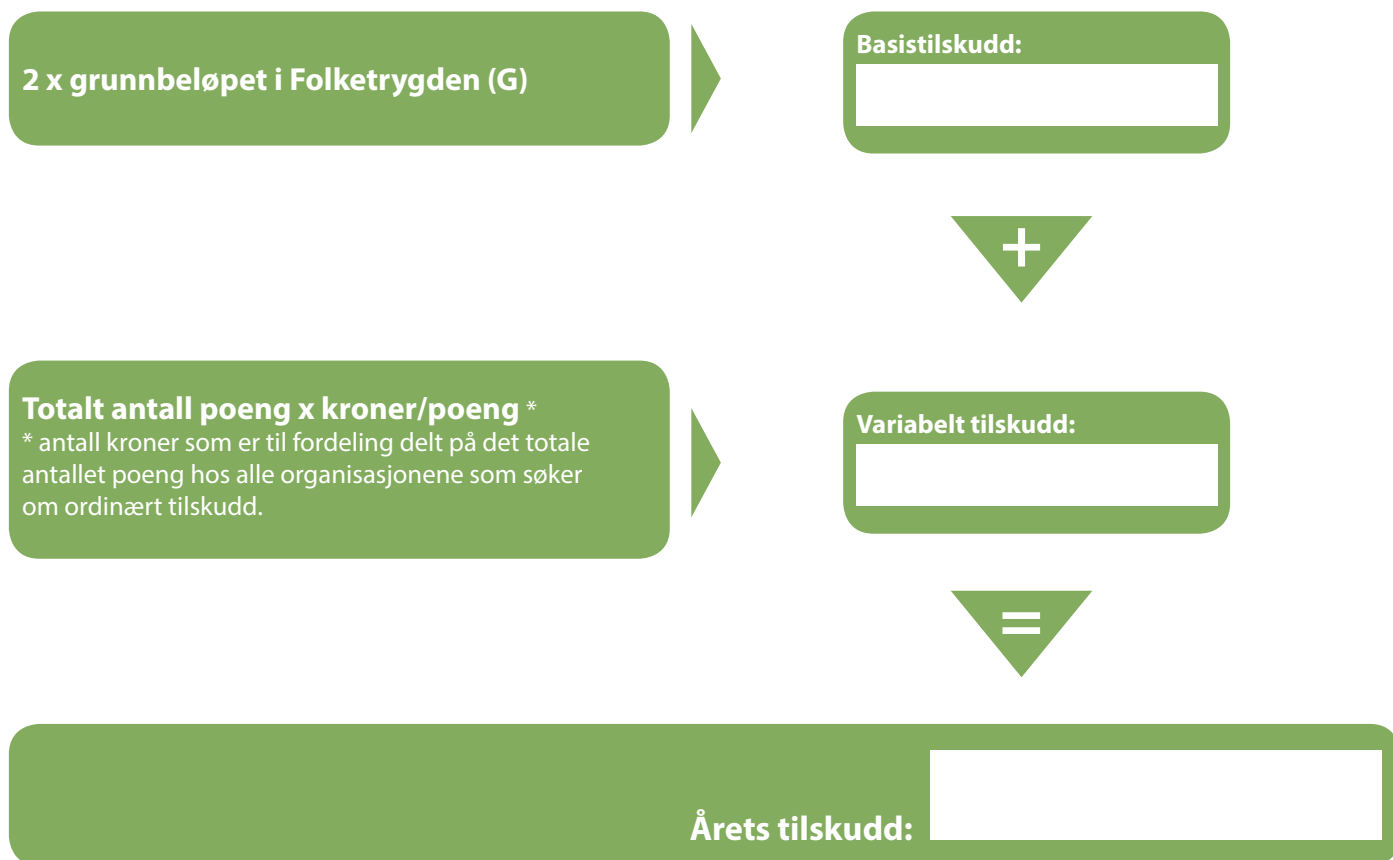 2 x grunnbeløpet i Folketrygden (G)
Basistilskudd:
+
Totalt antall poeng x kroner/poeng *
* antall kroner som er til fordeling delt på det totale
antallet poeng hos alle organisasjonene som søker
om ordinært tilskudd.
Variabelt tilskudd:
=
Årets tilskudd: